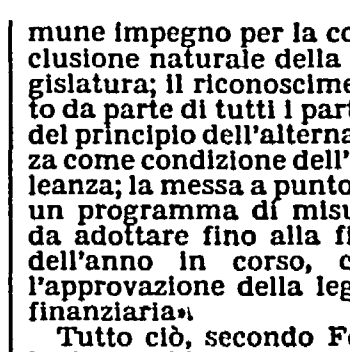 mune impegno per la co
clusione naturale della
gislatura; il riconoscime
to da parte di tutti i part
del principio dell'alterna
za come condizione dell'
leanza; la messa a punto
un programma di misu
da adottare fino alla fi
dell'anno in corso, c
l'approvazione della leg
finanziaria»
Tutto ciò, secondo Fo